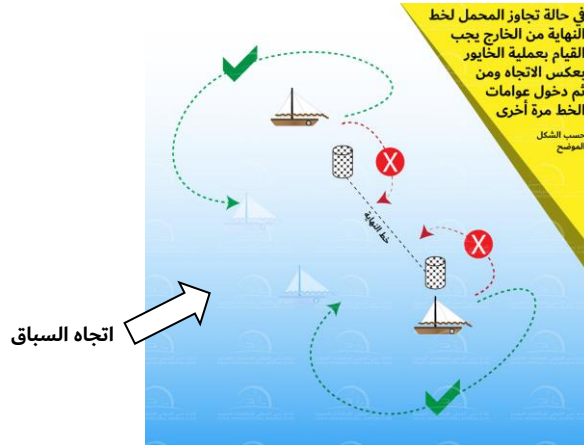 في حالة تجاوز المحمل لخط
النهاية من الخارج يجب
القيام بعملية الخايور
بعكس الاتجاه ومن
ثم دخول عوامات
الخط مرة أخرى
حسب الشكل
الموضح
X
خط النهاية
X
اتجاه السباق